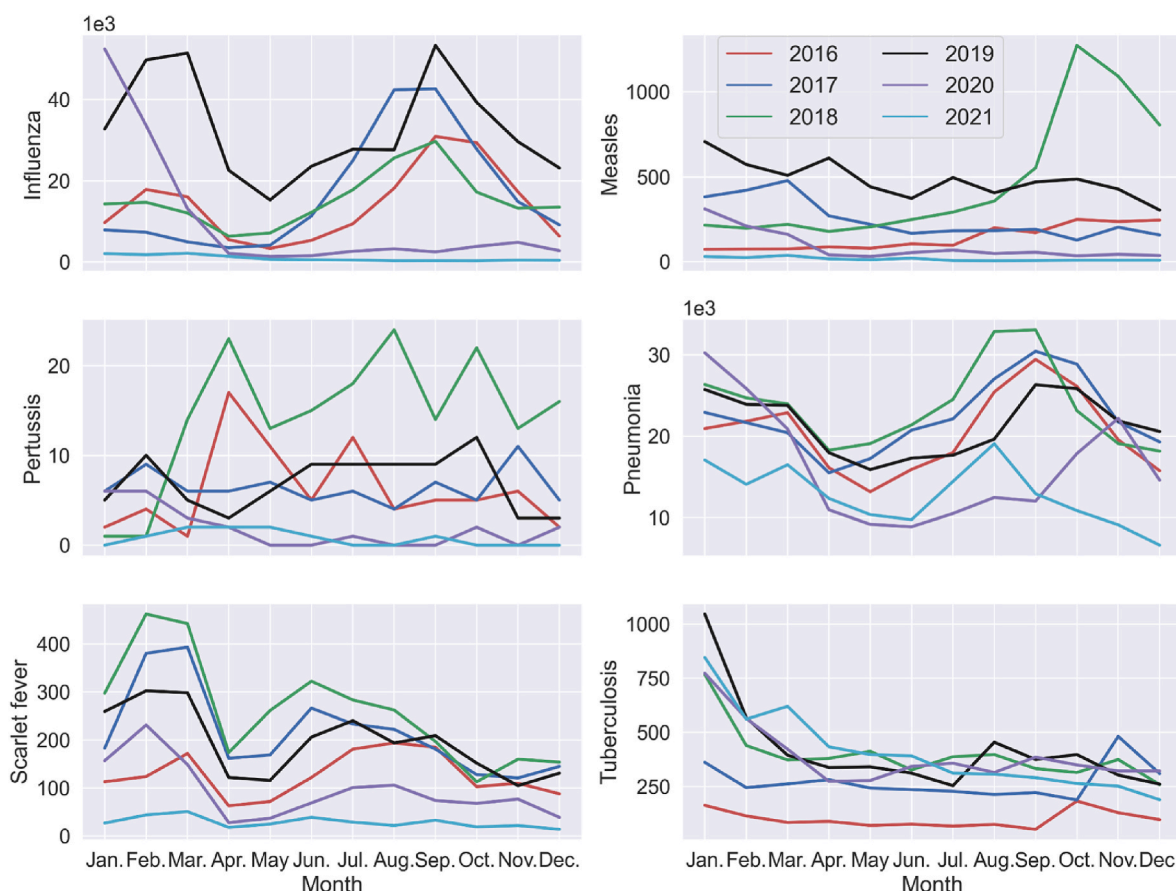 1e3
Influenza
40
20
0
Measles
1000
500
0
2016
2017
2018
2019
2020
2021
Pertussis
20
10
0
1e3
Pneumonia
30
20
10
Scarlet fever
400
300
200
100
0
Jan. Feb. Mar. Apr. May Jun. Jul. Aug. Sep. Oct. Nov. Dec.
Month
Tuberculosis
1000
750
500
250
Jan. Feb. Mar. Apr. May Jun. Jul. Aug. Sep. Oct. Nov. Dec.
Month